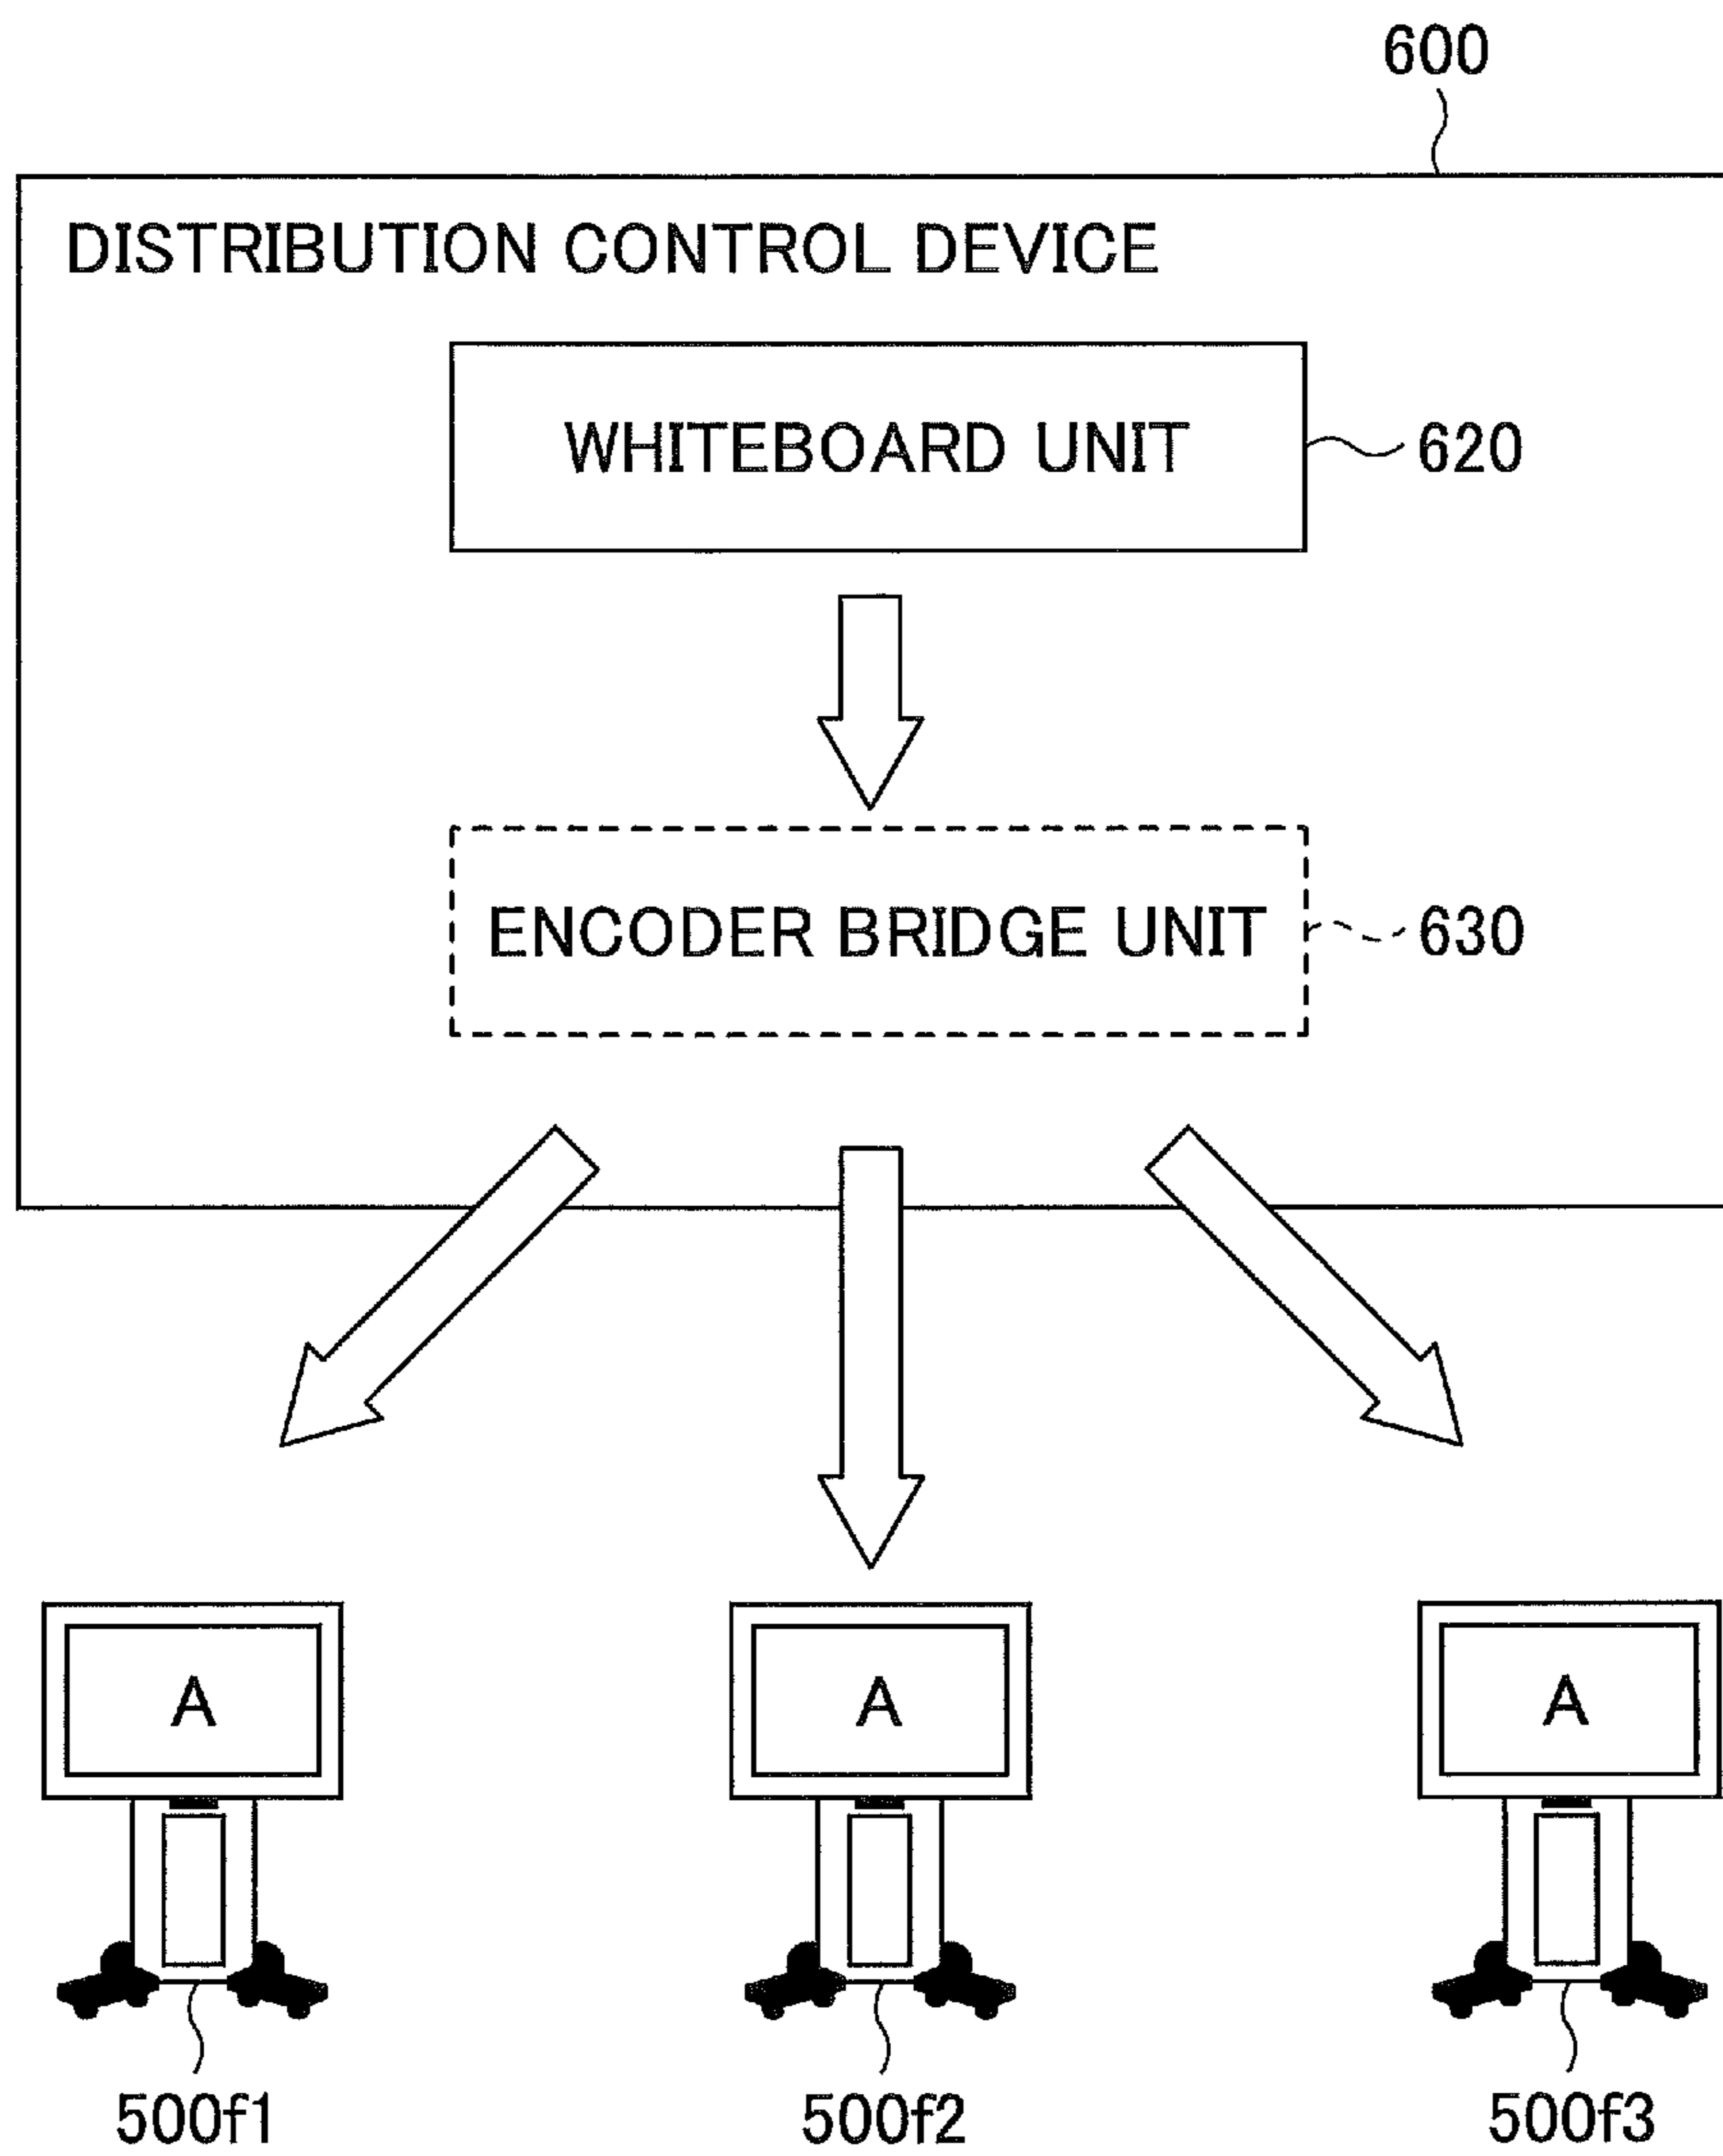 600
DISTRIBUTION CONTROL DEVICE
WHITEBOARD UNIT
620
ENCODER BRIDGE UNIT
630
A
A
A
500f1
500f2
500f3